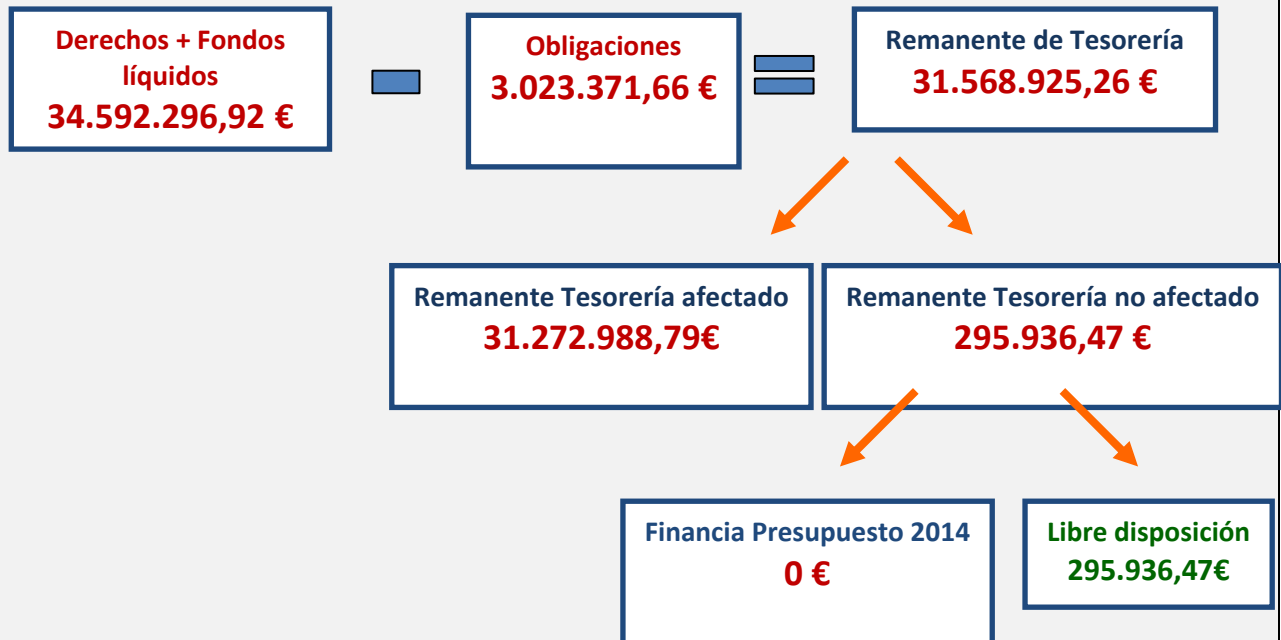 Derechos + Fondos
líquidos
34.592.296,92 €
Obligaciones
3.023.371,66 €
Remanente de Tesorería
31.568.925,26 €
Remanente Tesorería afectado
31.272.988,79€
Remanente Tesorería no afectado
295.936,47 €
Financia Presupuesto 2014
0 €
Libre disposición
295.936,47€